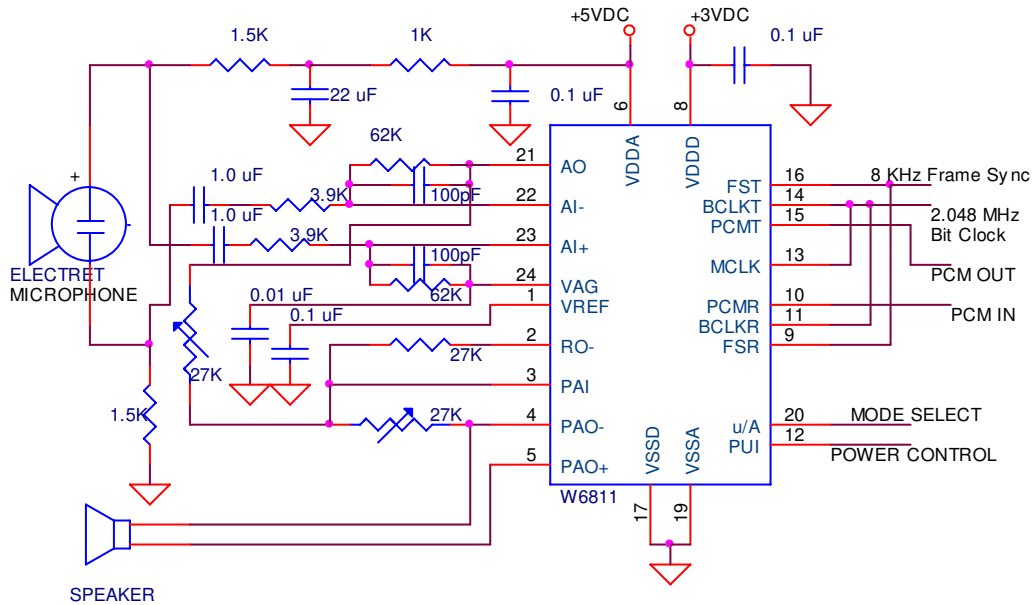 +5VDC
+3VDC
1.5K
1K
0.1 uF
22 uF
0.1 uF
6
8
VDDA
VDDD
62K
21
AO
1.0 uF
100pF
3.9K
22
AI-
1.0 uF
3.9K
23
AI+
100pF
62K
24
VAG
+
ELECTRET
MICROPHONE
0.01 uF
0.1 uF
1
VREF
2
RO-
27K
27K
3
PAI
1.5K
27K
4
PAO-
5
PAO+
FST
16
8 KHz Frame Sync
BCLKT
14
2.048 MHz
Bit Clock
PCMT
15
PCM OUT
MCLK
13
PCMR
10
PCM IN
BCLKR
11
FSR
9
u/A
20
MODE SELECT
PUI
12
POWER CONTROL
VSSD
VSSA
W6811
17
19
SPEAKER